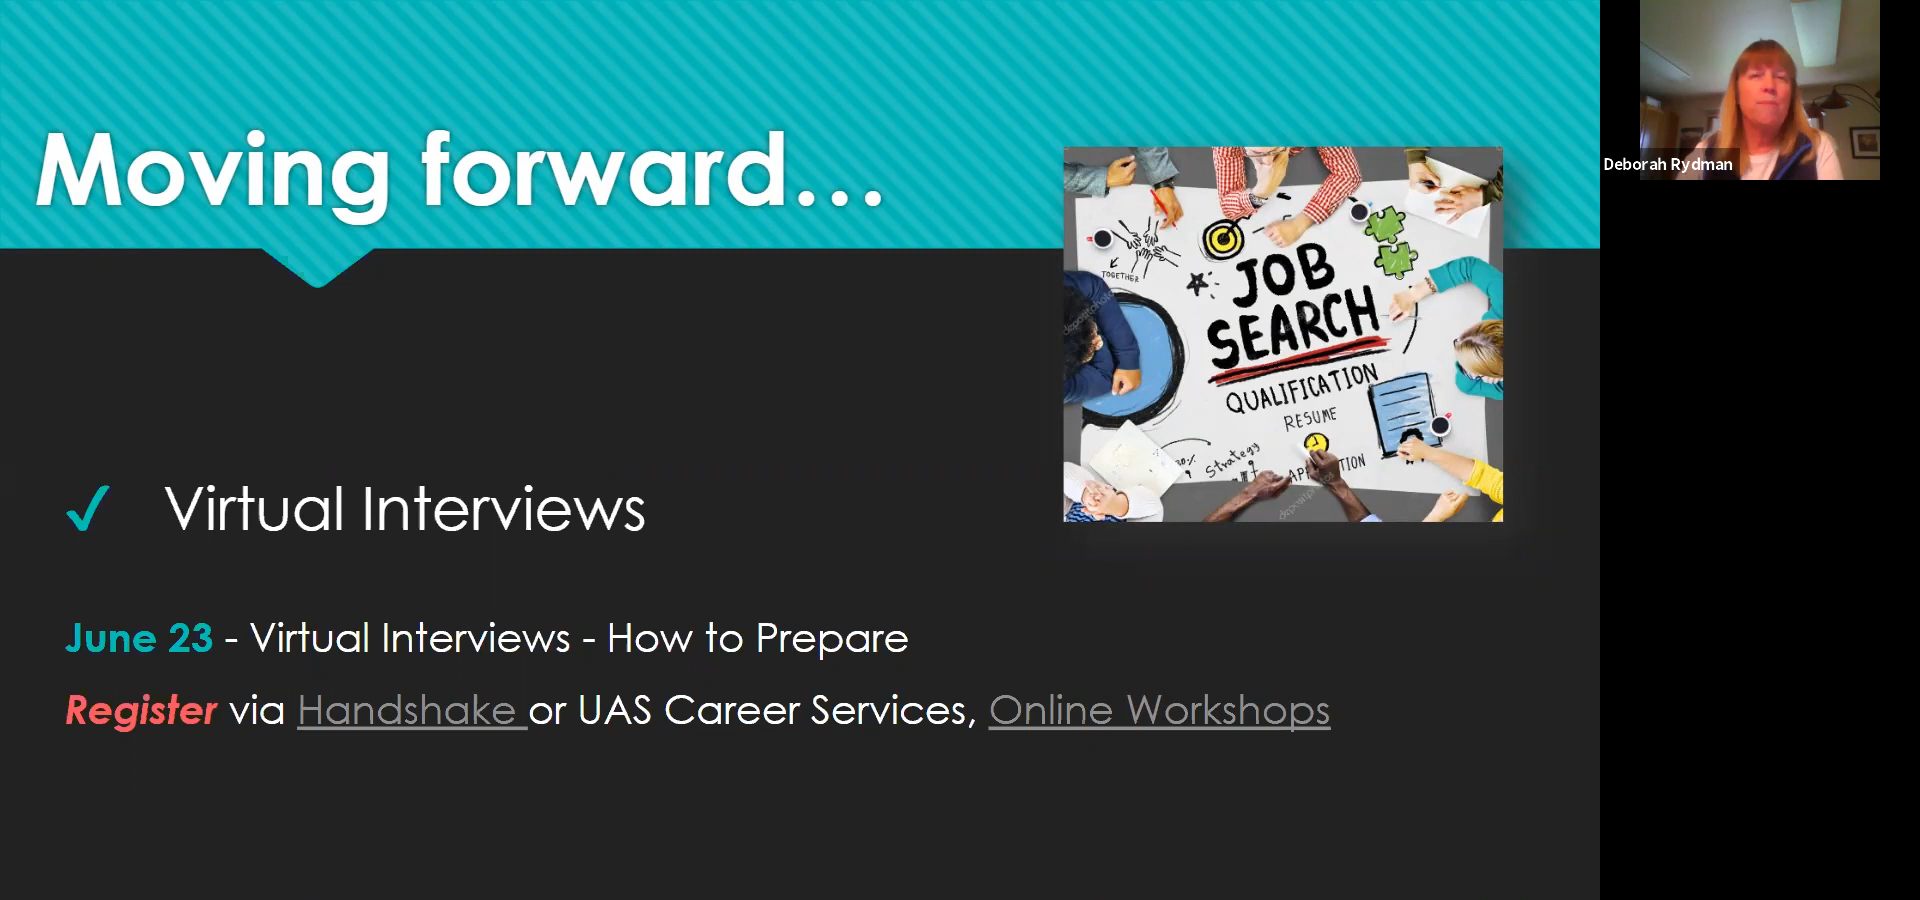 Moving forward...
Deborah Rydman
TOGETHER
JOB
SEARCH
QUALIFICATION
RESUME
Strategy
✓ Virtual Interviews
June 23 - Virtual Interviews - How to Prepare
Register via Handshake or UAS Career Services, Online Workshops